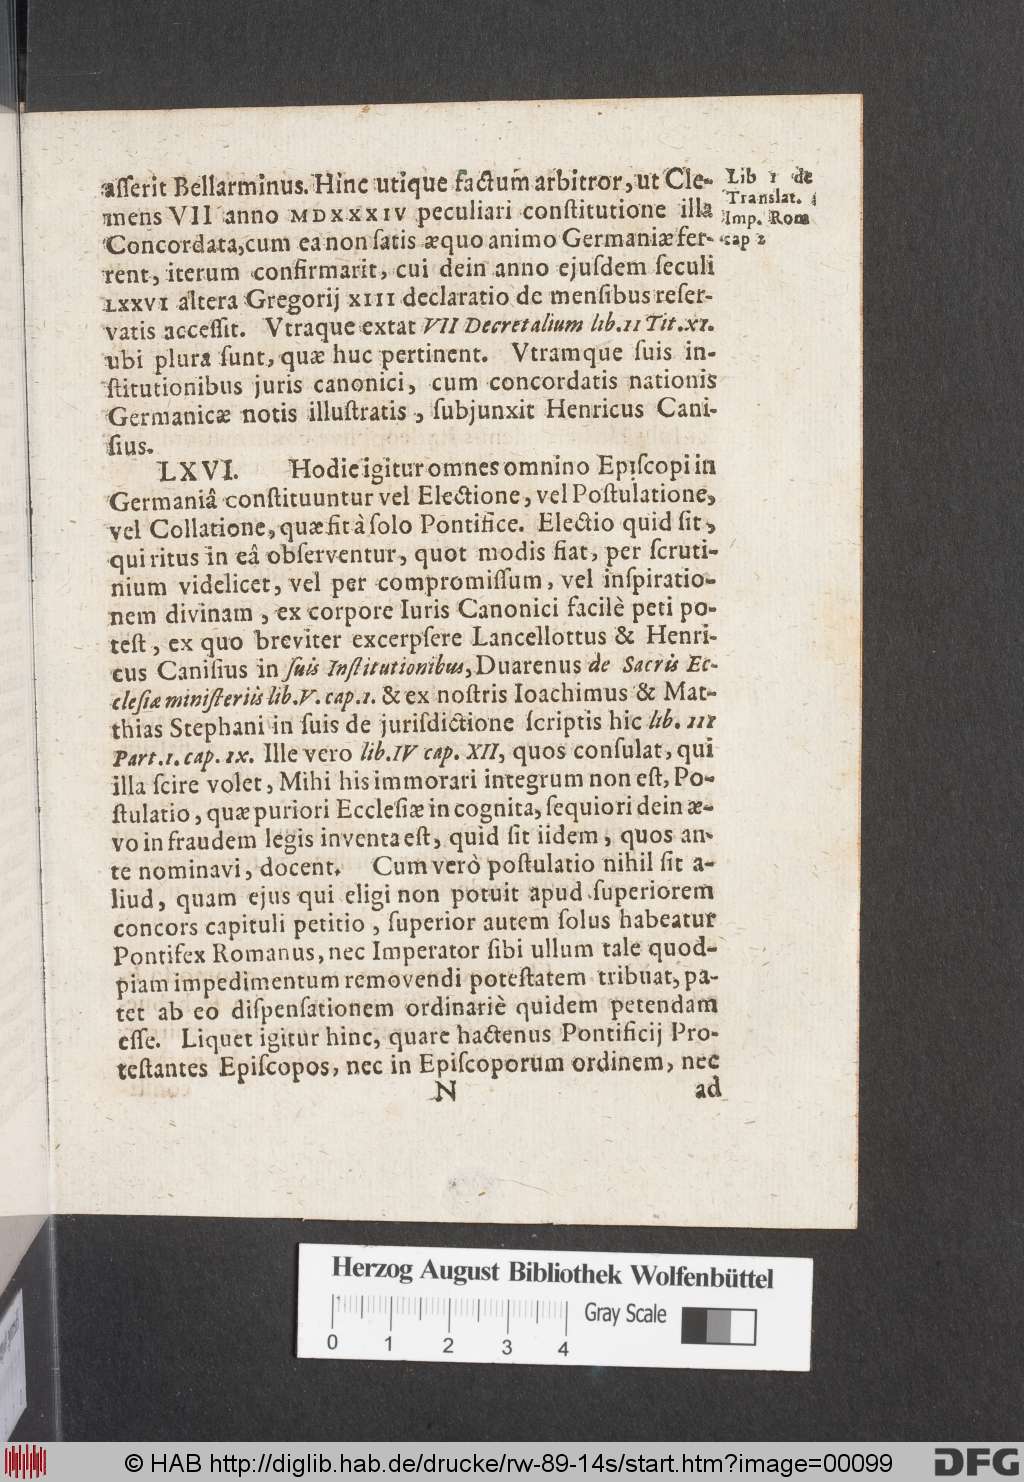 asſerit Bellarminus. Hinc utique factum arbitror, ut Cle-
mens VII anno MDXXXIV peculiari conſtitutione illa
Concordata, cum ea non ſatis æquo animo Germaniæ fer-
rent, iterum confirmarit, cui dein anno ejuſdem ſeculi
LXXVI altera Gregorij XIII declaratio de menſibus reſer-
vatis acceſſit. Vtraque extat VII Decretalium lib. II Tit. XI.
ubi plura ſunt, quæ huc pertinent. Vtramque ſuis in-
ſtitutionibus juris canonici, cum concordatis nationis
Germanicæ notis illuſtratis, ſubjunxit Henricus Cani-
ſius.
Lib 1 de
Translat.
Imp. Rom
cap 2
LXVI. Hodie igitur omnes omnino Epiſcopi in
Germaniâ conſtituuntur vel Electione, vel Poſtulatione,
vel Collatione, quæ fit à ſolo Pontifice. Electio quid ſit,
qui ritus in eâ obſerventur, quot modis fiat, per ſcruti-
nium videlicet, vel per compromiſſum, vel inſpiratio-
nem divinam, ex corpore Iuris Canonici facilè peti po-
teſt, ex quo breviter excerpſere Lancellottus & Henri-
cus Caniſius in ſuis Inſtitutionibus, Duarenus de Sacris Ec-
cleſiæ miniſteriis lib. V. cap. 1. & ex noſtris Ioachimus & Mat-
thias Stephani in ſuis de jurisdictione ſcriptis hic lib. III
Part. I. cap. IX. Ille vero lib. IV cap. XII, quos conſulat, qui
illa ſcire volet, Mihi his immorari integrum non eſt, Po-
ſtulatio, quæ puriori Eccleſiæ in cognita, ſequiori dein æ-
vo in fraudem legis inventa eſt, quid ſit iidem, quos an-
te nominavi, docent. Cum verò poſtulatio nihil ſit a-
liud, quam ejus qui eligi non potuit apud ſuperiorem
concors capituli petitio, ſuperior autem ſolus habeatur
Pontifex Romanus, nec Imperator ſibi ullum tale quod-
piam impedimentum removendi poteſtatem tribuat, pa-
tet ab eo diſpenſationem ordinariè quidem petendam
eſſe. Liquet igitur hinc, quare hactenus Pontificij Pro-
teſtantes Epiſcopos, nec in Epiſcoporum ordinem, nec
N ad
Herzog August Bibliothek Wolfenbüttel
Gray Scale
0 1 2 3 4
© HAB http://diglib.hab.de/drucke/rw-89-14s/start.htm?image=00099
DFG